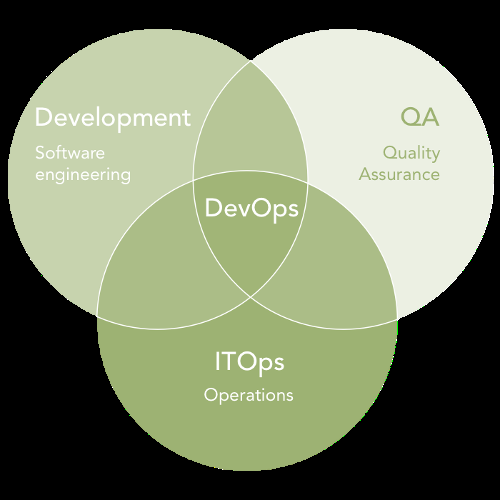 Development
Software
engineering
QA
Quality
Assurance
DevOps
ITOps
Operations